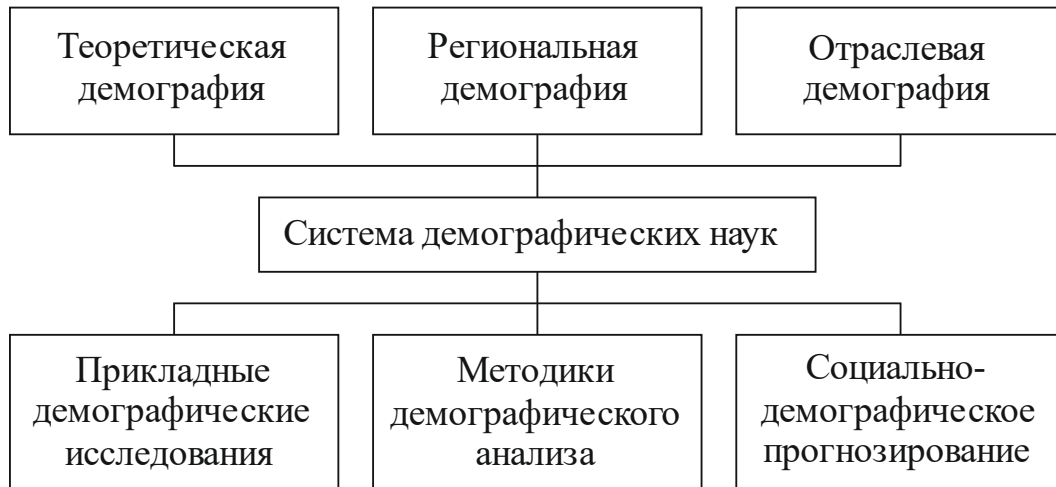 Теоретическая
демография
Региональная
демография
Отраслевая
демография
Система демографических наук
Прикладные
демографические
исследования
Методики
демографического
анализа
Социально-
демографическое
прогнозирование